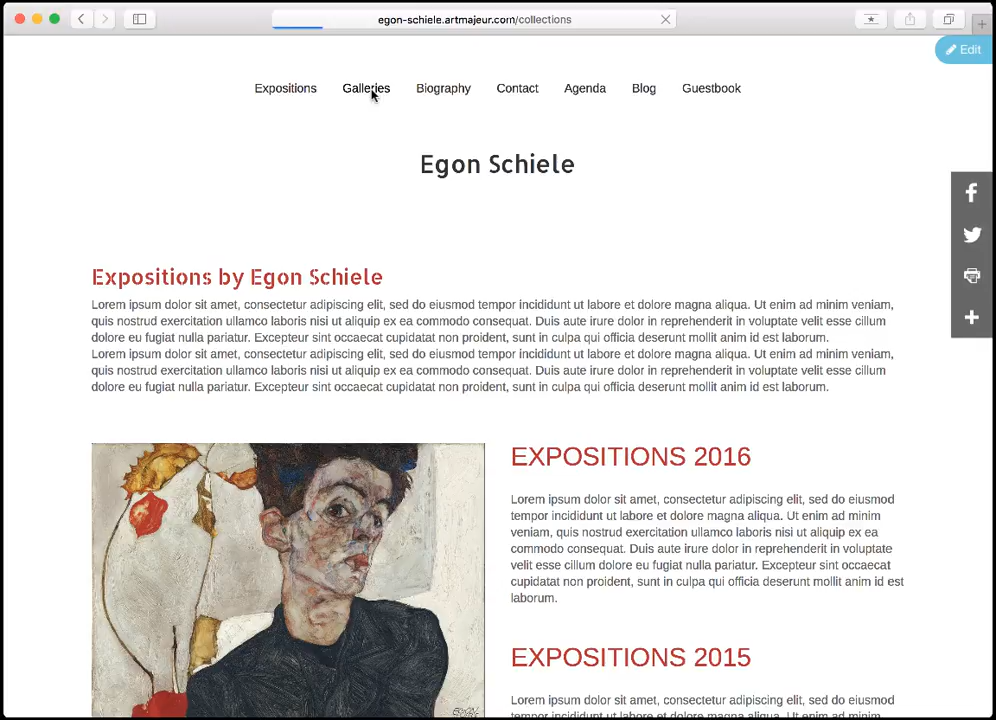 egon-schiele.artmajeur.com/collections
Edit
Expositions Galleries Biography Contact Agenda Blog Guestbook
Egon Schiele
Expositions by Egon Schiele
Lorem ipsum dolor sit amet, consectetur adipiscing elit, sed do eiusmod tempor incididunt ut labore et dolore magna aliqua. Ut enim ad minim veniam,
quis nostrud exercitation ullamco laboris nisi ut aliquip ex ea commodo consequat. Duis aute irure dolor in reprehenderit in voluptate velit esse cillum
dolore eu fugiat nulla pariatur. Excepteur sint occaecat cupidatat non proident, sunt in culpa qui officia deserunt mollit anim id est laborum.
Lorem ipsum dolor sit amet, consectetur adipiscing elit, sed do eiusmod tempor incididunt ut labore et dolore magna aliqua. Ut enim ad minim veniam,
quis nostrud exercitation ullamco laboris nisi ut aliquip ex ea commodo consequat. Duis aute irure dolor in reprehenderit in voluptate velit esse cillum
dolore eu fugiat nulla pariatur. Excepteur sint occaecat cupidatat non proident, sunt in culpa qui officia deserunt mollit anim id est laborum.
EXPOSITIONS 2016
Lorem ipsum dolor sit amet, consectetur adipiscing elit, sed do eiusmod
tempor incididunt ut labore et dolore magna aliqua. Ut enim ad minim
veniam, quis nostrud exercitation ullamco laboris nisi ut aliquip ex ea
commodo consequat. Duis aute irure dolor in reprehenderit in voluptate
velit esse cillum dolore eu fugiat nulla pariatur. Excepteur sint occaecat
cupidatat non proident, sunt in culpa qui officia deserunt mollit anim id est
laborum.
EXPOSITIONS 2015
Lorem ipsum dolor sit amet, consectetur adipiscing elit, sed do eiusmod